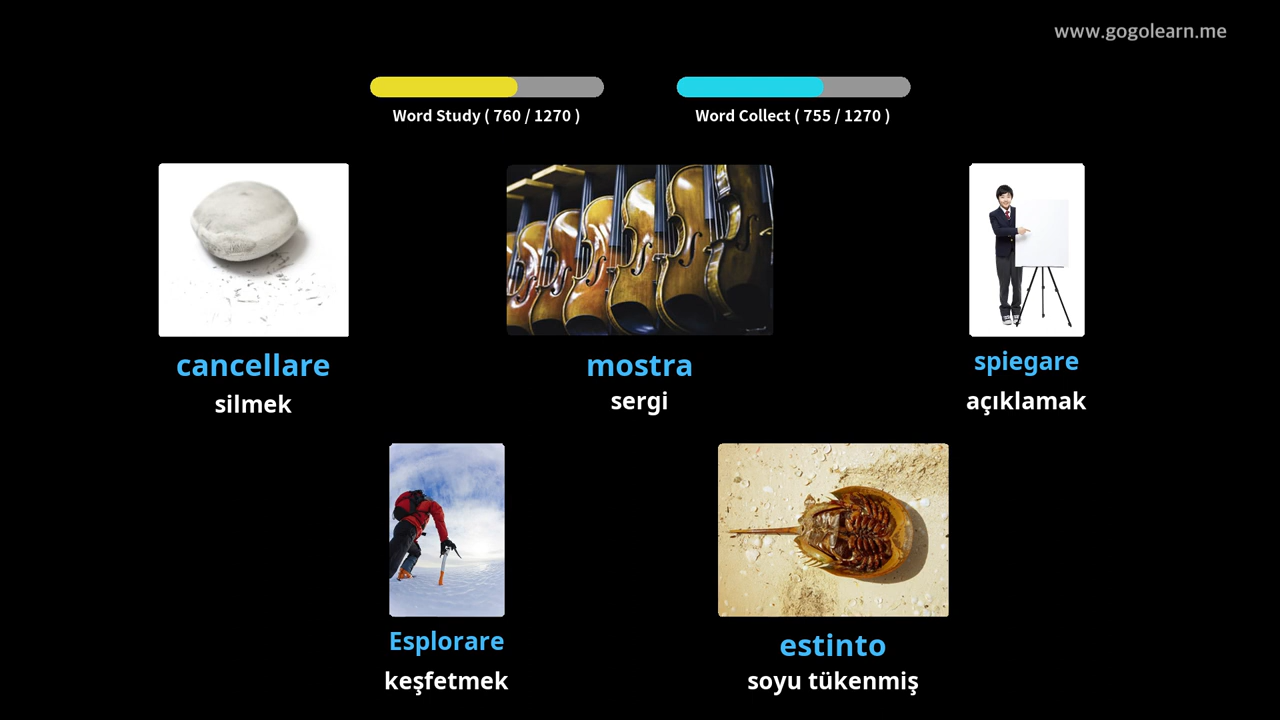 www.gogolearn.me
Word Study ( 760 / 1270 )
Word Collect ( 755 / 1270 )
cancellare
silmek
mostra
sergi
spiegare
açıklamak
Esplorare
keşfetmek
estinto
soyu tükenmiş